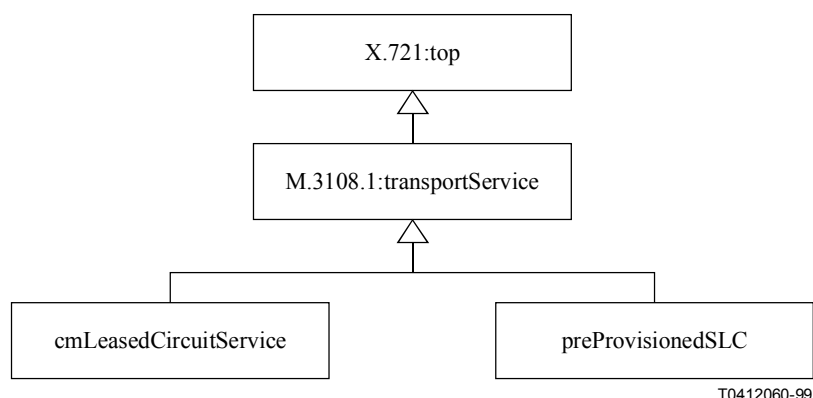 X.721:top
M.3108.1:transportService
cmLeasedCircuitService
preProvisionedSLC
T0412060-99